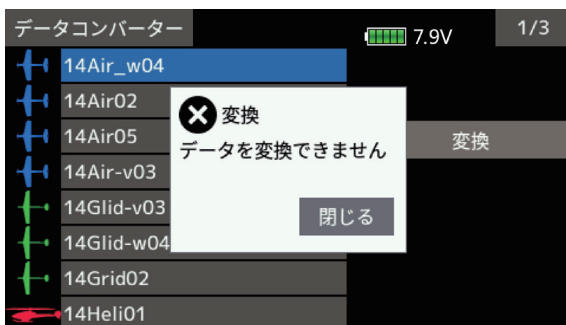 データコンバーター
7.9V
1/3
14Air_w04
14Air02
14Air05
14Air-v03
14Glid-v03
14Glid-w04
14Grid02
14Heli01
変換
変換
データを変換できません
閉じる